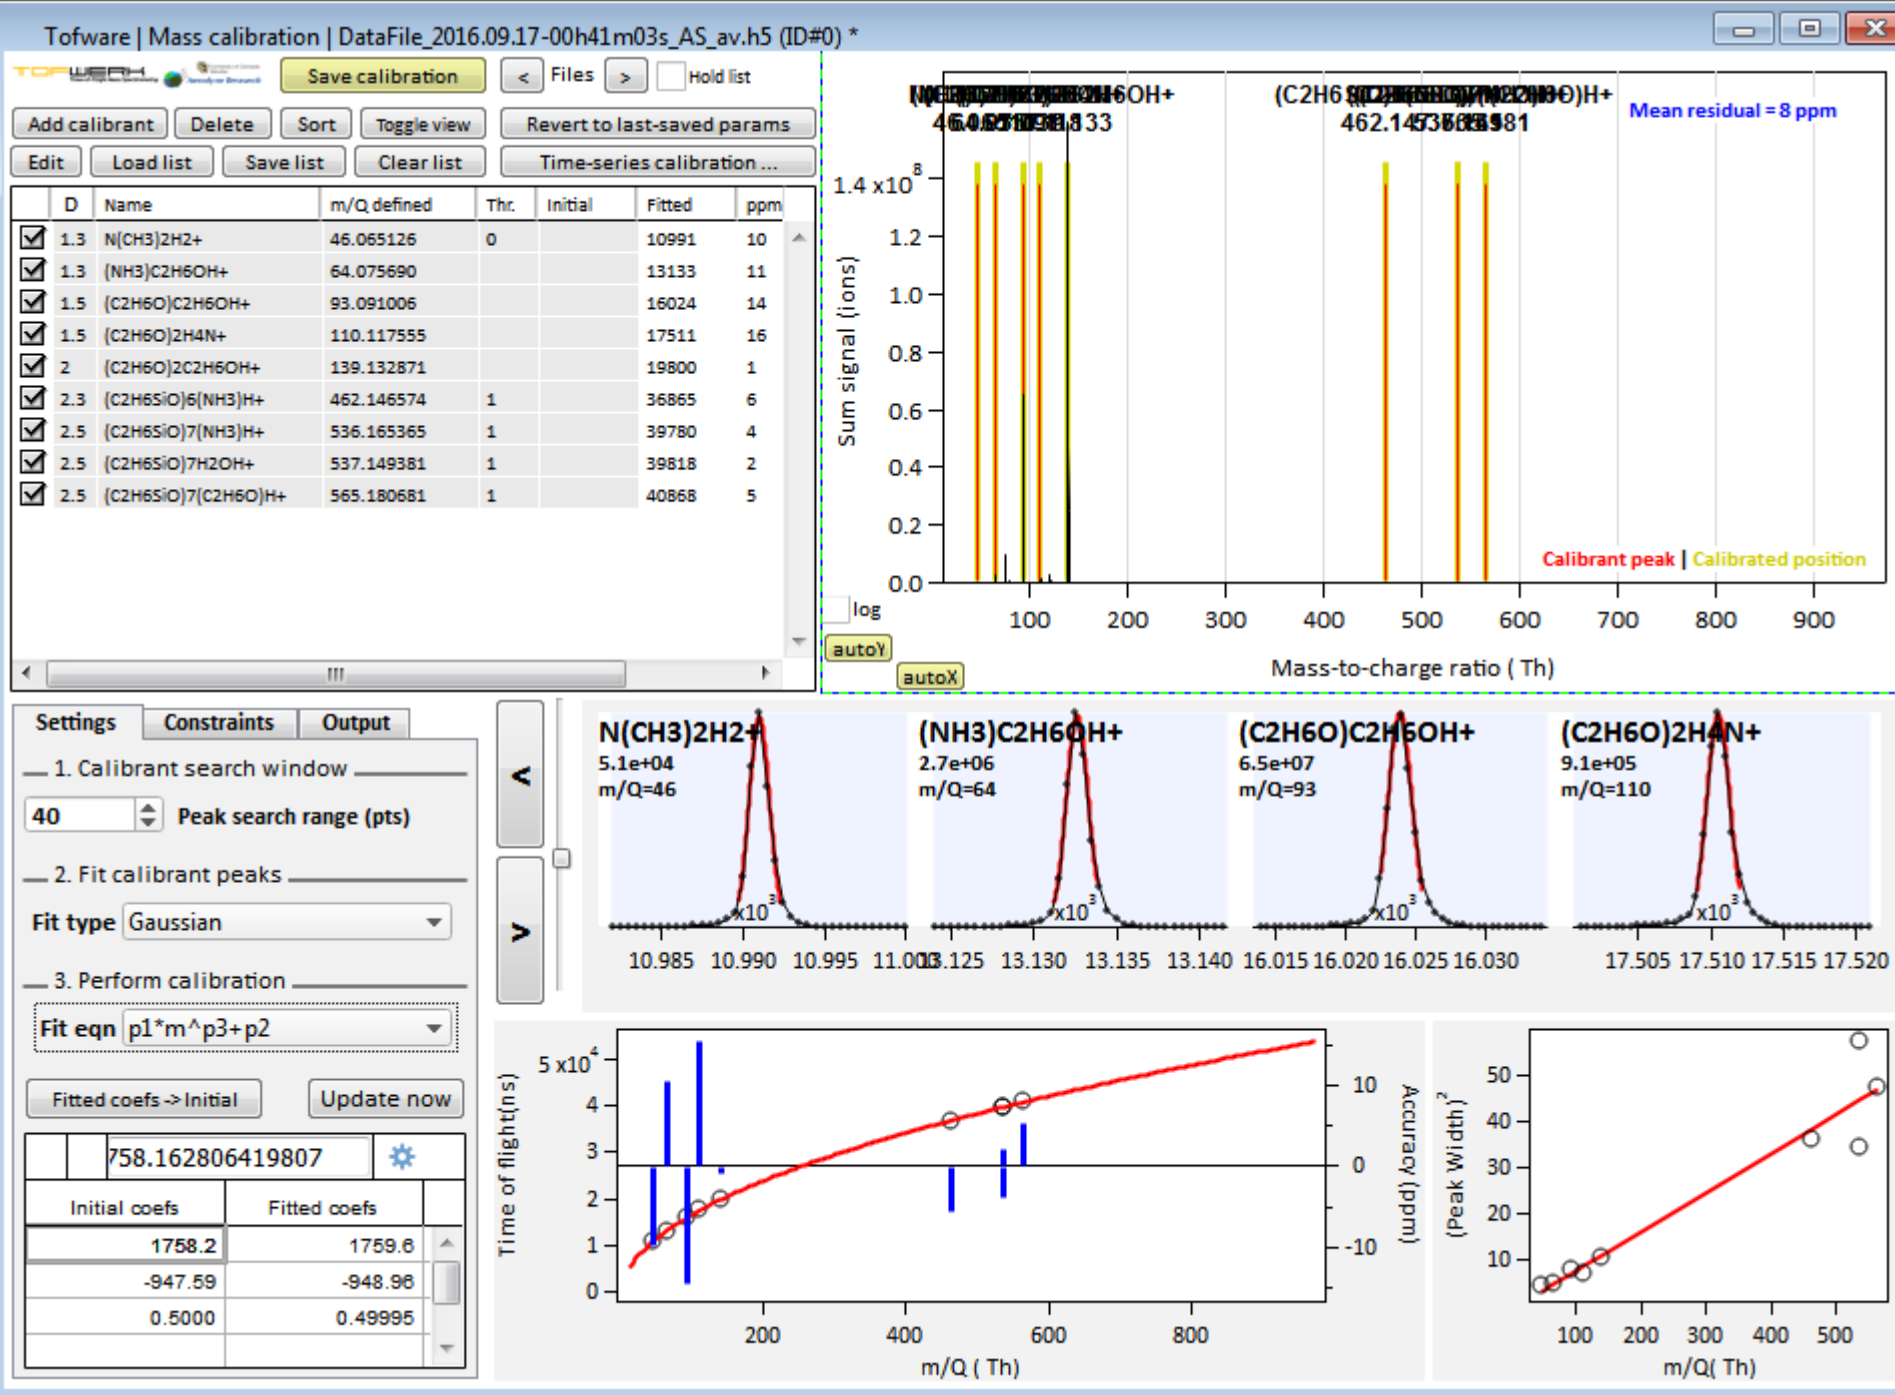 Tofware | Mass calibration | DataFile_2016.09.17-00h41m03s_AS_av.h5 (ID#0) *
TOFWERK
Save calibration < Files > Hold list
Add calibrant Delete Sort Toggle view Revert to last-saved params
Edit Load list Save list Clear list Time-series calibration ...
D Name m/Q defined Thr. Initial Fitted ppm
1.3 N(CH3)2H2+ 46.065126 0 10991 10
1.3 (NH3)C2H6OH+ 64.075690 13133 11
1.5 (C2H6O)C2H6OH+ 93.091006 16024 14
1.5 (C2H6O)2H4N+ 110.117555 17511 16
2 (C2H6O)2C2H6OH+ 139.132871 19800 1
2.3 (C2H6SiO)6(NH3)H+ 462.146574 1 36865 6
2.5 (C2H6SiO)7(NH3)H+ 536.165365 1 39780 4
2.5 (C2H6SiO)7H2OH+ 537.149381 1 39818 2
2.5 (C2H6SiO)7(C2H6O)H+ 565.180681 1 40868 5
Mean residual = 8 ppm
Sum signal (ions)
1.4 x10^8
1.2
1.0
0.8
0.6
0.4
0.2
0.0
Calibrant peak | Calibrated position
log
autoY
autoX
100 200 300 400 500 600 700 800 900
Mass-to-charge ratio ( Th)
Settings Constraints Output
1. Calibrant search window
40 Peak search range (pts)
2. Fit calibrant peaks
Fit type Gaussian
3. Perform calibration
Fit eqn p1*m^p3+p2
Fitted coefs -> Initial Update now
758.162806419807
Initial coefs Fitted coefs
1758.2 1759.6
-947.59 -948.96
0.5000 0.49995
<
>
N(CH3)2H2+
5.1e+04
m/Q=46
x10^3
10.985 10.990 10.995 11.000
(NH3)C2H6OH+
2.7e+06
m/Q=64
x10^3
13.125 13.130 13.135 13.140
(C2H6O)C2H6OH+
6.5e+07
m/Q=93
x10^3
16.015 16.020 16.025 16.030
(C2H6O)2H4N+
9.1e+05
m/Q=110
x10^3
17.505 17.510 17.515 17.520
Time of flight(ns)
5 x10^4
4
3
2
1
0
200 400 600 800
m/Q ( Th)
10
0
-10
Accuracy (ppm)
(Peak Width)^2
50
40
30
20
10
100 200 300 400 500
m/Q( Th)